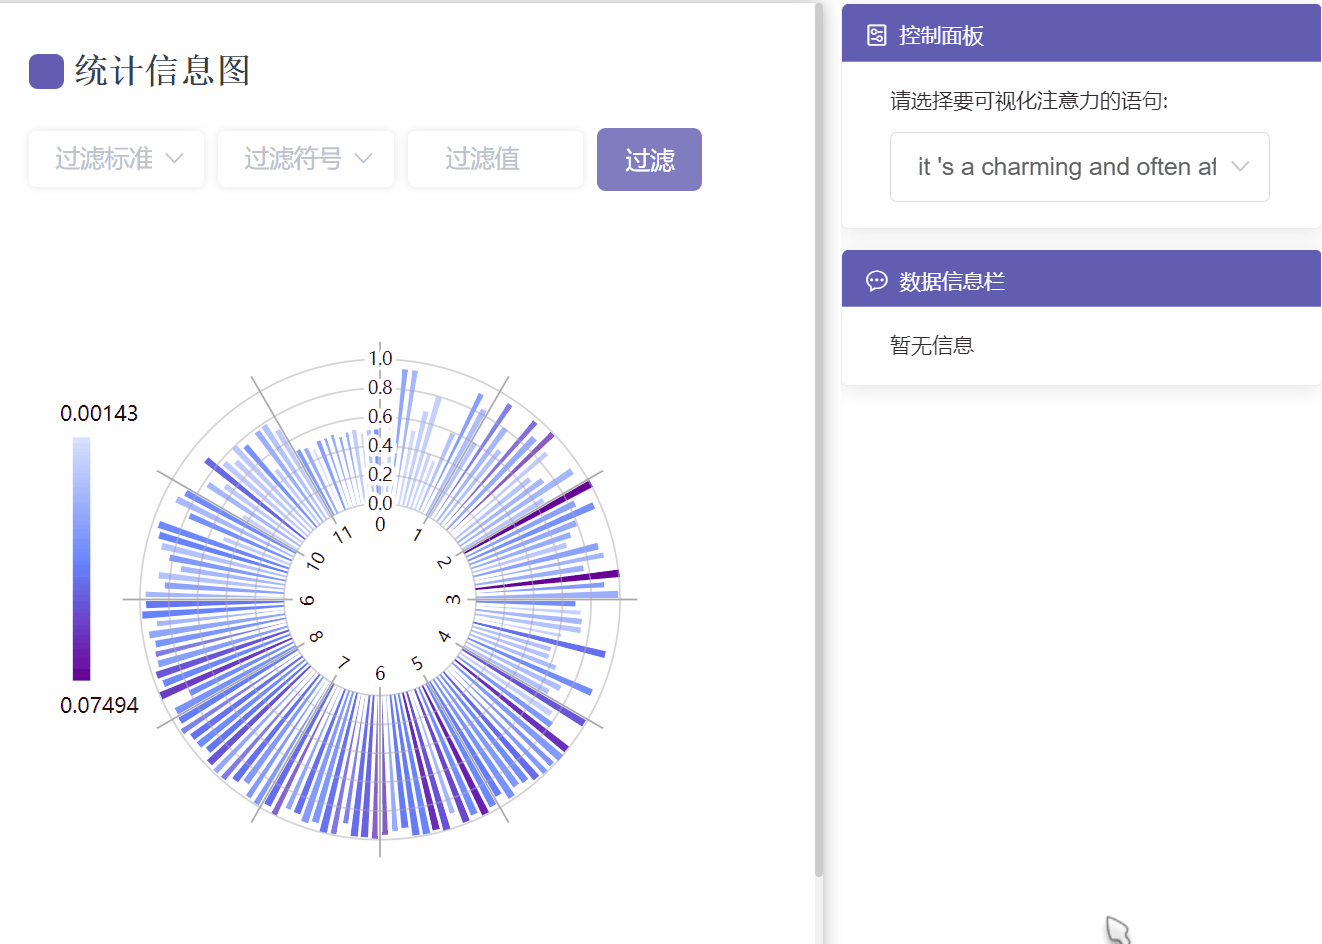 统计信息图
过滤标准
过滤符号
过滤值
过滤
0.00143
0.07494
1.0
0.8
0.6
0.4
0.2
0.0
0
1
2
3
4
5
6
7
8
9
10
11
控制面板
请选择要可视化注意力的语句:
it 's a charming and often af
数据信息栏
暂无信息